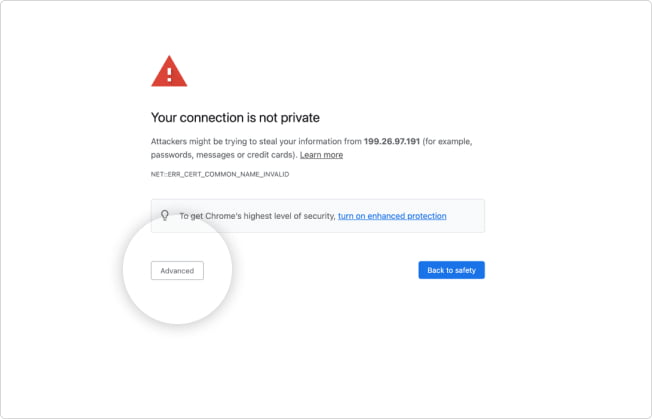 Your connection is not private
Attackers might be trying to steal your information from 199.26.97.191 (for example,
passwords, messages or credit cards). Learn more
NET::ERR_CERT_COMMON_NAME_INVALID
To get Chrome's highest level of security, turn on enhanced protection
Advanced
Back to safety